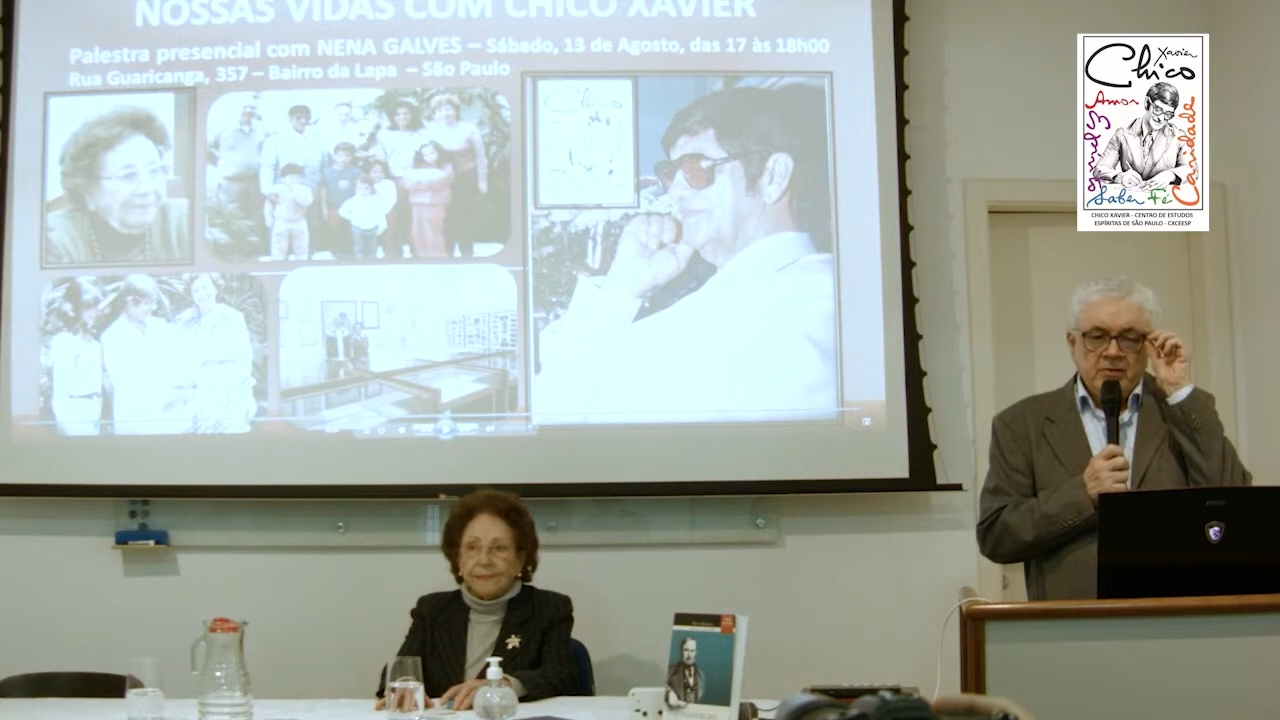 NOSSAS VIDAS COM CHICO XAVIER
Palestra presencial com NENA GALVES – Sábado, 13 de Agosto, das 17 às 18h00
Rua Guaricanga, 357 – Bairro da Lapa – São Paulo
Chico
Chico Xavier
Amor
Caridade
Saber Fé
CHICO XAVIER - CENTRO DE ESTUDOS
ESPÍRITAS DE SÃO PAULO - CXCEESP
msi